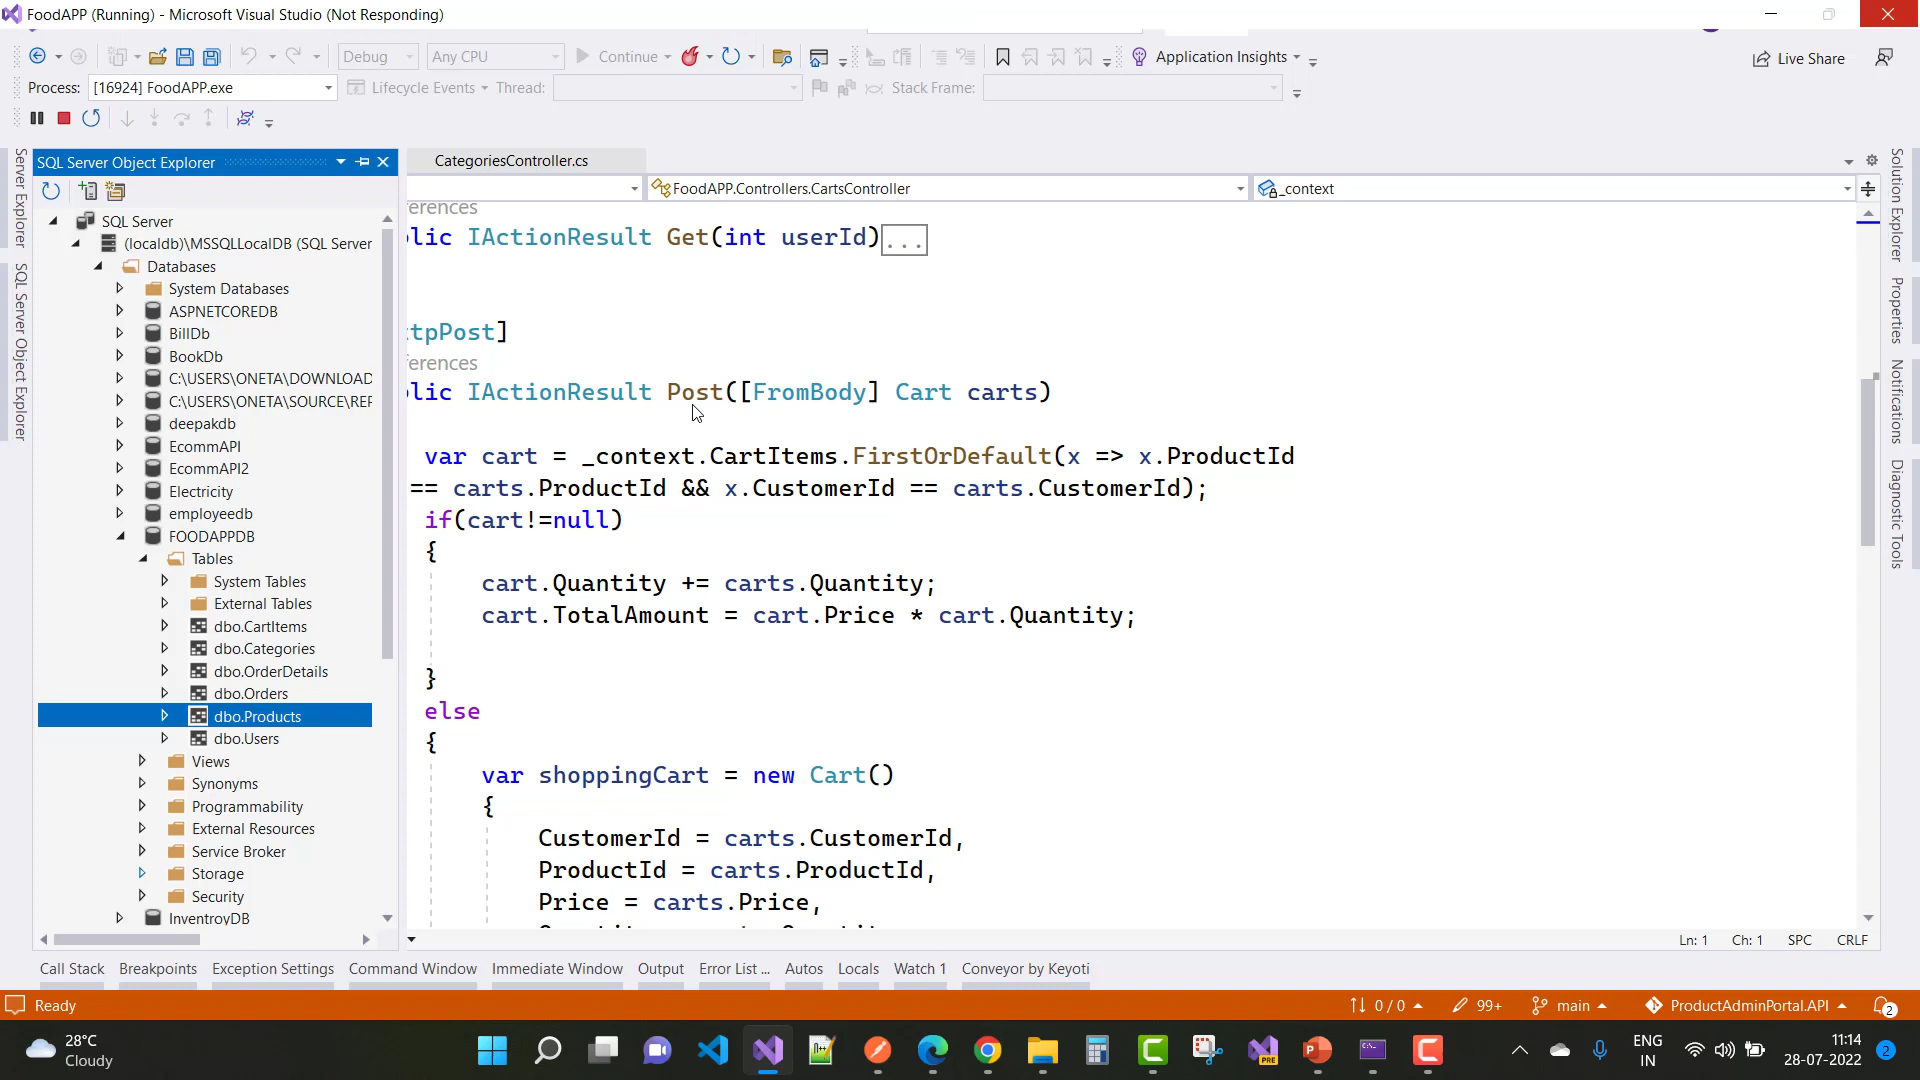 FoodAPP (Running) - Microsoft Visual Studio (Not Responding)
Debug Any CPU Continue Application Insights Live Share
Process: [16924] FoodAPP.exe Lifecycle Events Thread: Stack Frame:
Server Explorer
SQL Server Object Explorer
SQL Server Object Explorer
SQL Server
(localdb)\MSSQLLocalDB (SQL Server
Databases
System Databases
ASPNETCOREDB
BillDb
BookDb
C:\USERS\ONETA\DOWNLOAD
C:\USERS\ONETA\SOURCE\REP
deepakdb
EcommAPI
EcommAPI2
Electricity
employeedb
FOODAPPDB
Tables
System Tables
External Tables
dbo.CartItems
dbo.Categories
dbo.OrderDetails
dbo.Orders
dbo.Products
dbo.Users
Views
Synonyms
Programmability
External Resources
Service Broker
Storage
Security
InventroyDB
CategoriesController.cs
FoodAPP.Controllers.CartsController _context
erences
lic IActionResult Get(int userId)...
tpPost]
erences
lic IActionResult Post([FromBody] Cart carts)
var cart = _context.CartItems.FirstOrDefault(x => x.ProductId
== carts.ProductId && x.CustomerId == carts.CustomerId);
if(cart!=null)
{
cart.Quantity += carts.Quantity;
cart.TotalAmount = cart.Price * cart.Quantity;
}
else
{
var shoppingCart = new Cart()
{
CustomerId = carts.CustomerId,
ProductId = carts.ProductId,
Price = carts.Price,
Solution Explorer
Properties
Notifications
Diagnostic Tools
Ln: 1 Ch: 1 SPC CRLF
Call Stack Breakpoints Exception Settings Command Window Immediate Window Output Error List ... Autos Locals Watch 1 Conveyor by Keyoti
Ready 0 / 0 99+ main ProductAdminPortal.API 2
28°C
Cloudy
PRE
ENG
IN
11:14
28-07-2022
2